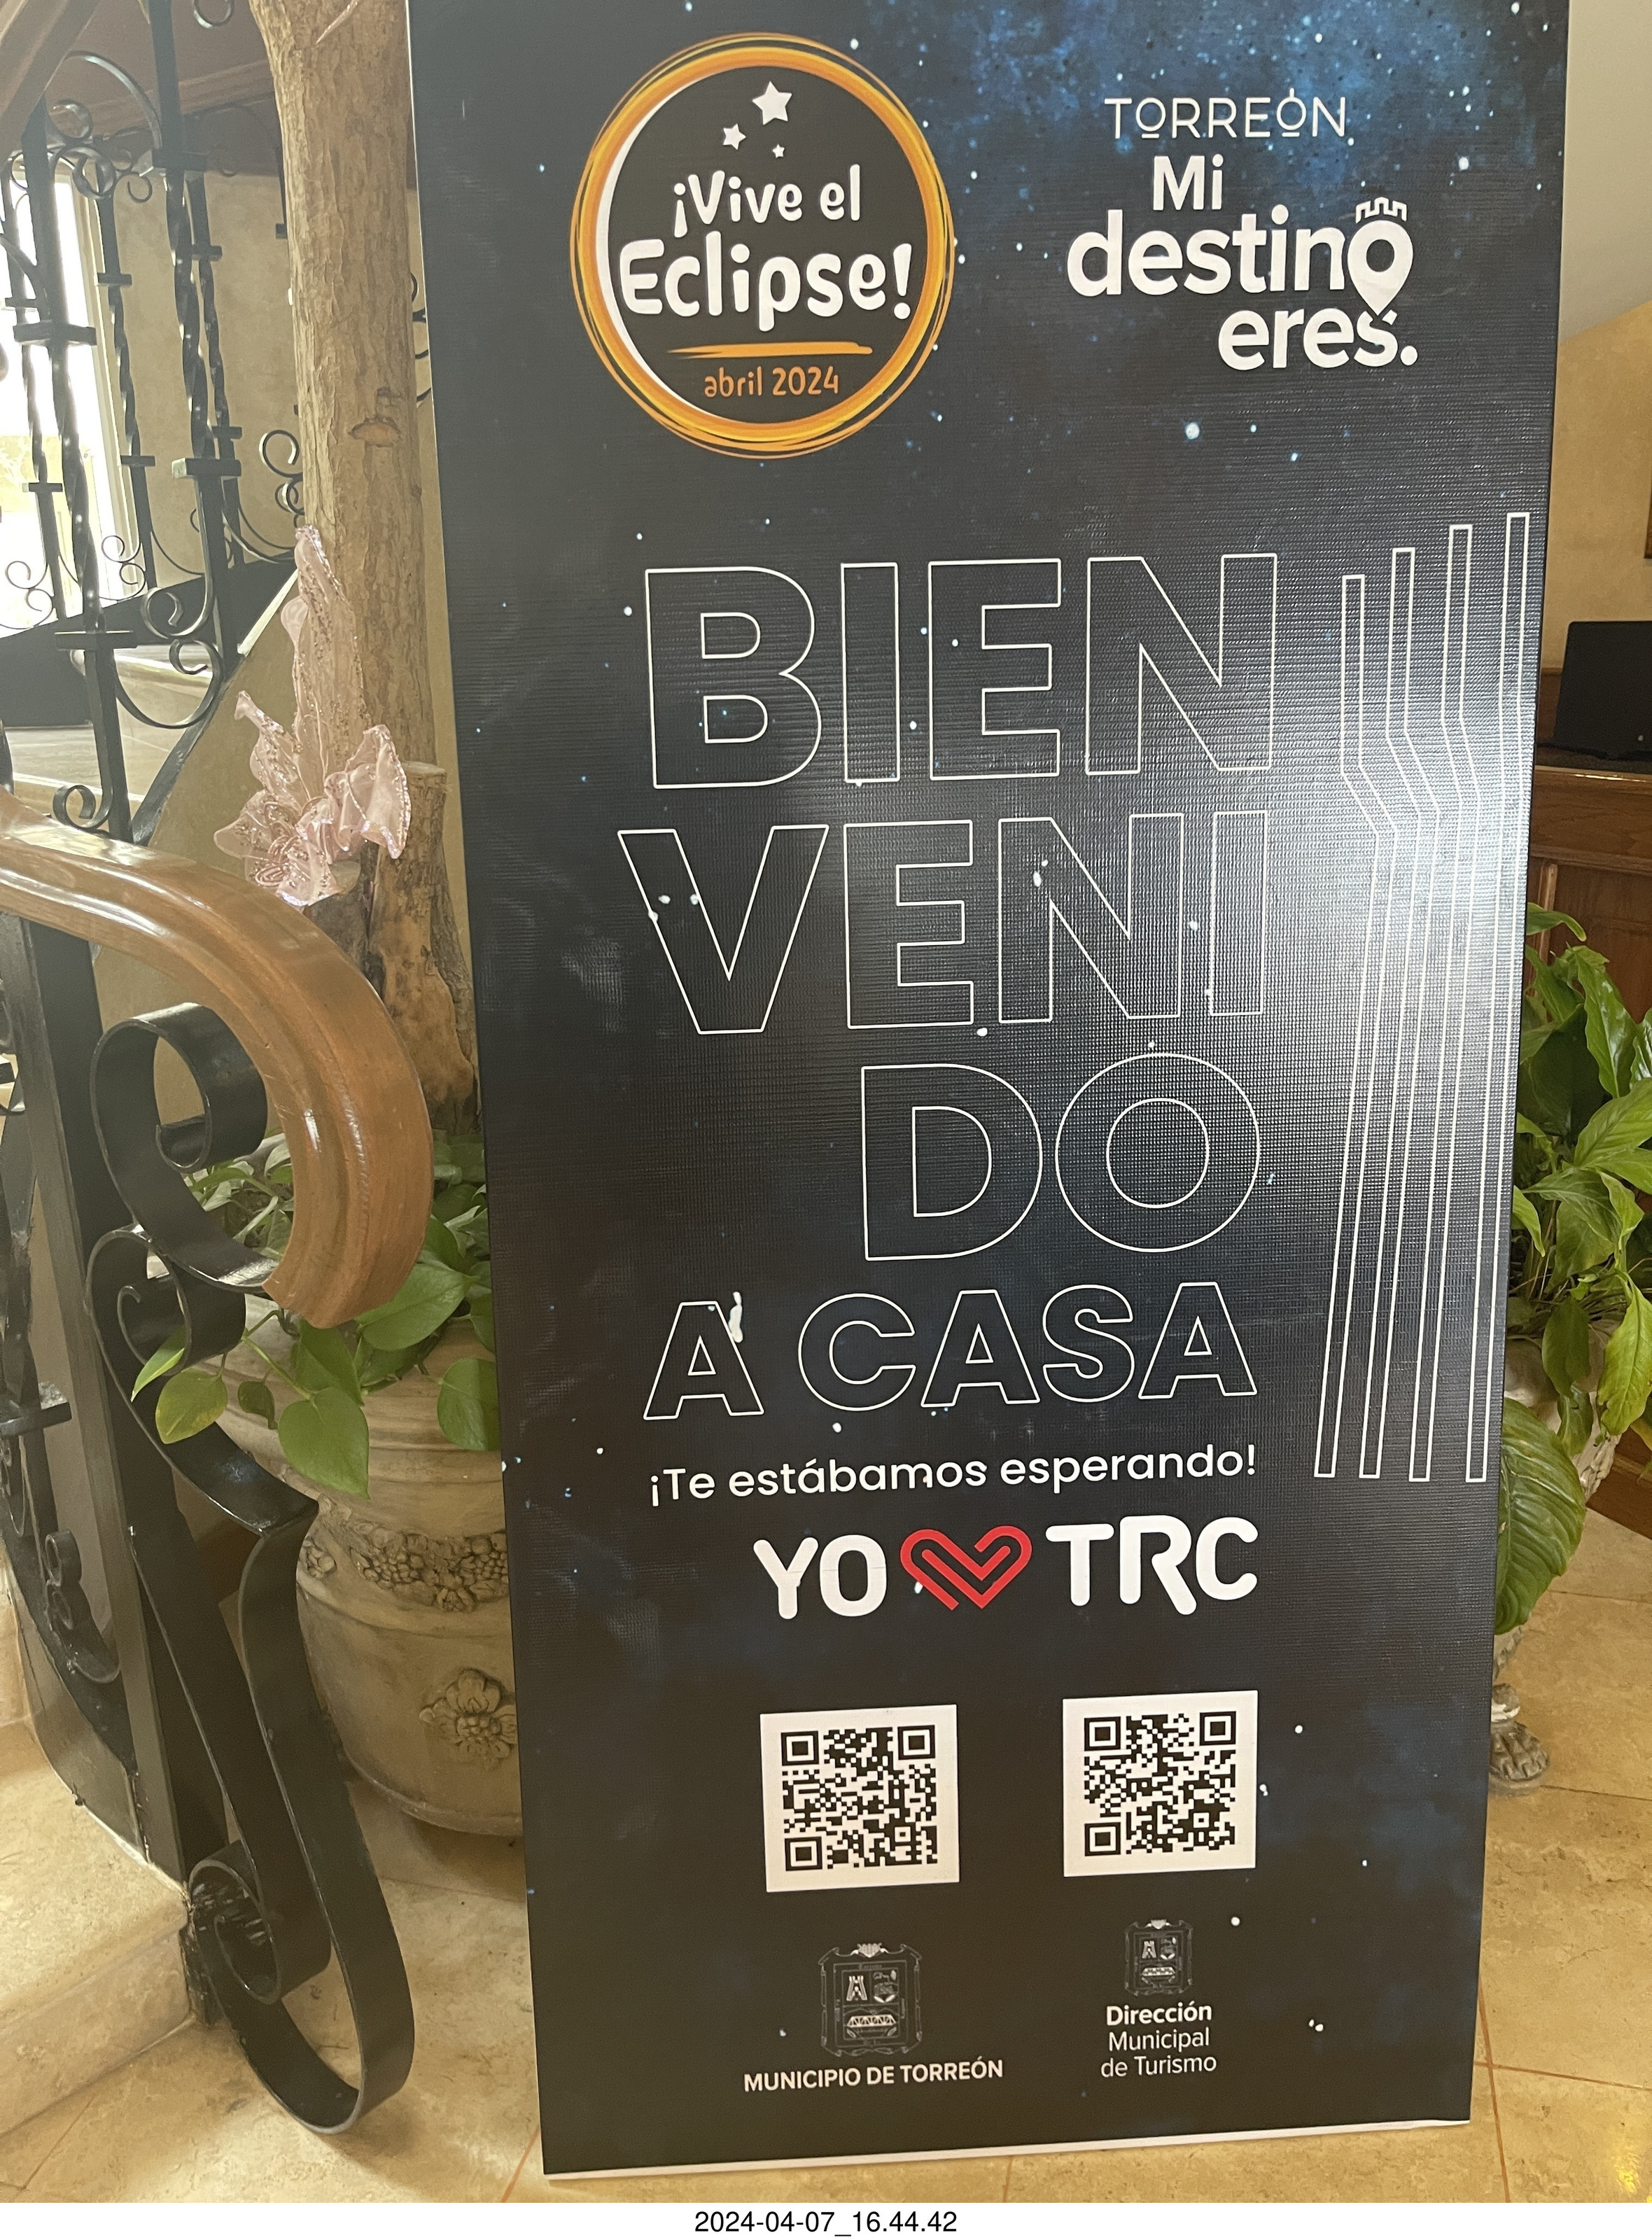 ¡Vive el
Eclipse!
abril 2024
TORREÓN
Mi
destino
eres.
BIEN
VENI
DO
A CASA
¡Te estábamos esperando!
YO TRC
MUNICIPIO DE TORREÓN
Dirección
Municipal
de Turismo
2024-04-07_16.44.42